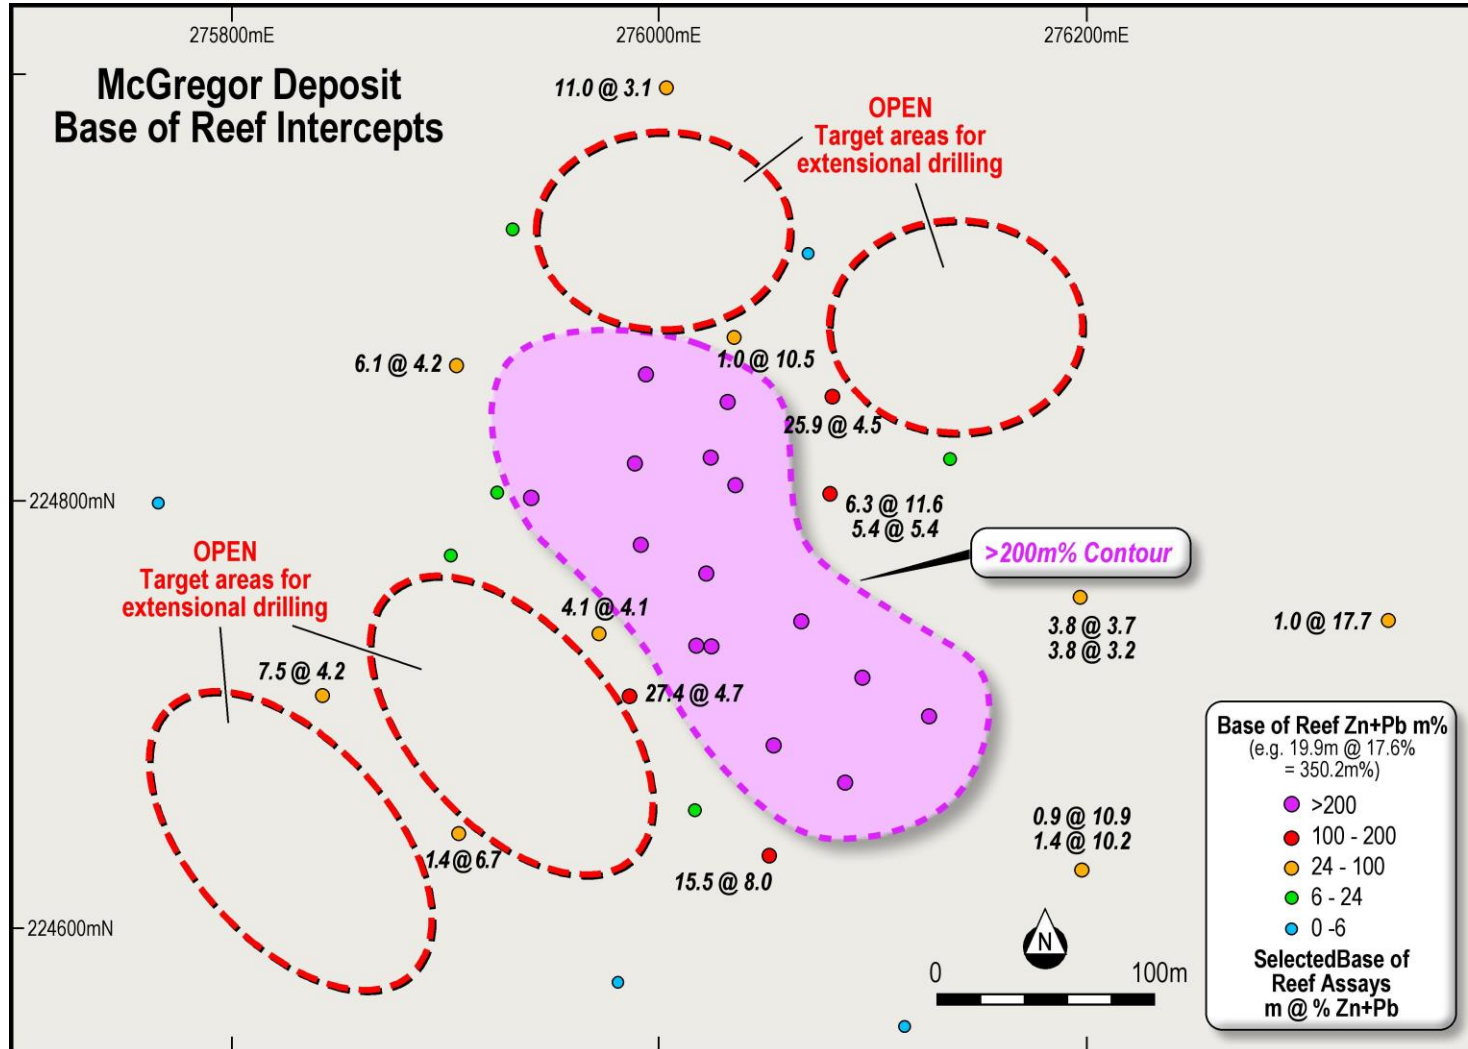 275800mE
276000mE
276200mE
McGregor Deposit
Base of Reef Intercepts
11.0 @ 3.1
OPEN
Target areas for
extensional drilling
6.1 @ 4.2
1.0 @ 10.5
25.9 @ 4.5
224800mN
6.3 @ 11.6
5.4 @ 5.4
>200m% Contour
OPEN
Target areas for
extensional drilling
4.1 @ 4.1
3.8 @ 3.7
3.8 @ 3.2
1.0 @ 17.7
7.5 @ 4.2
27.4 @ 4.7
1.4 @ 6.7
15.5 @ 8.0
0.9 @ 10.9
1.4 @ 10.2
224600mN
N
0
100m
Base of Reef Zn+Pb m%
(e.g. 19.9m @ 17.6%
= 350.2m%)
>200
100 - 200
24 - 100
6 - 24
0 -6
SelectedBase of
Reef Assays
m @ % Zn+Pb